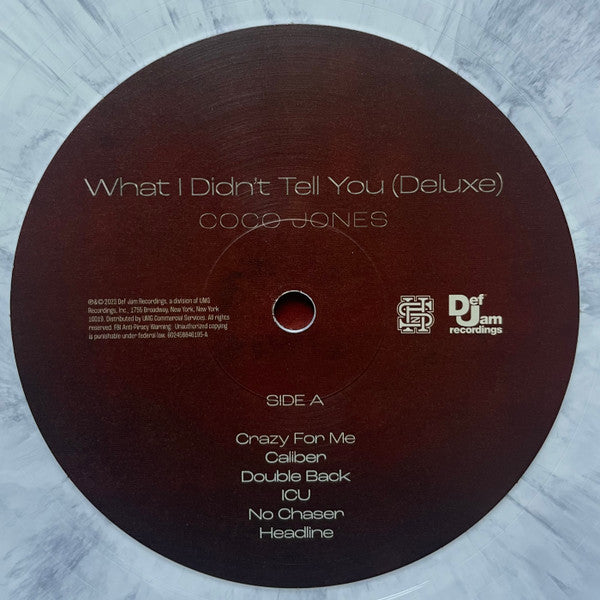 What I Didn't Tell You (Deluxe)
COCO JONES
℗&© 2023 Def Jam Recordings, a division of UMG
Recordings, Inc., 1755 Broadway, New York, New York
10019. Distributed by UMG Commercial Services. All rights
reserved. FBI Anti-Piracy Warning: Unauthorized copying
is punishable under federal law. 602458646195-A
Def
Jam
recordings
SIDE A
Crazy For Me
Caliber
Double Back
ICU
No Chaser
Headline